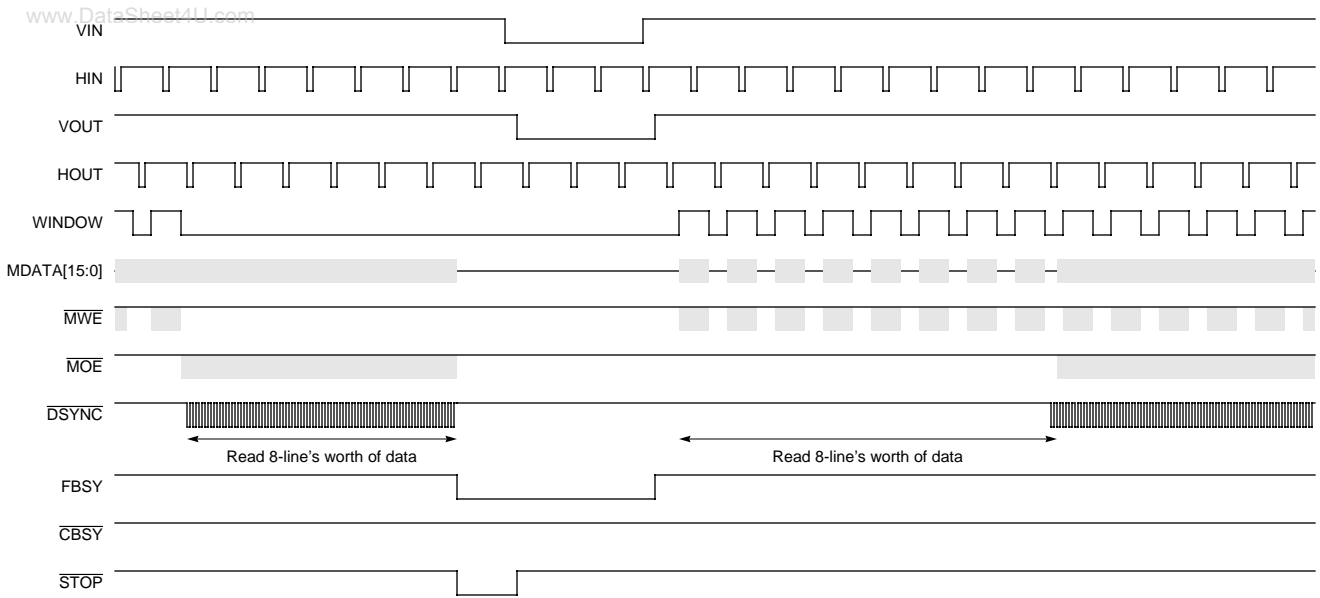 www.DataSheet4U.com
VIN
HIN
VOUT
HOUT
WINDOW
MDATA[15:0]
MWE
MOE
DSYNC
Read 8-line's worth of data Read 8-line's worth of data
FBSY
CBSY
STOP